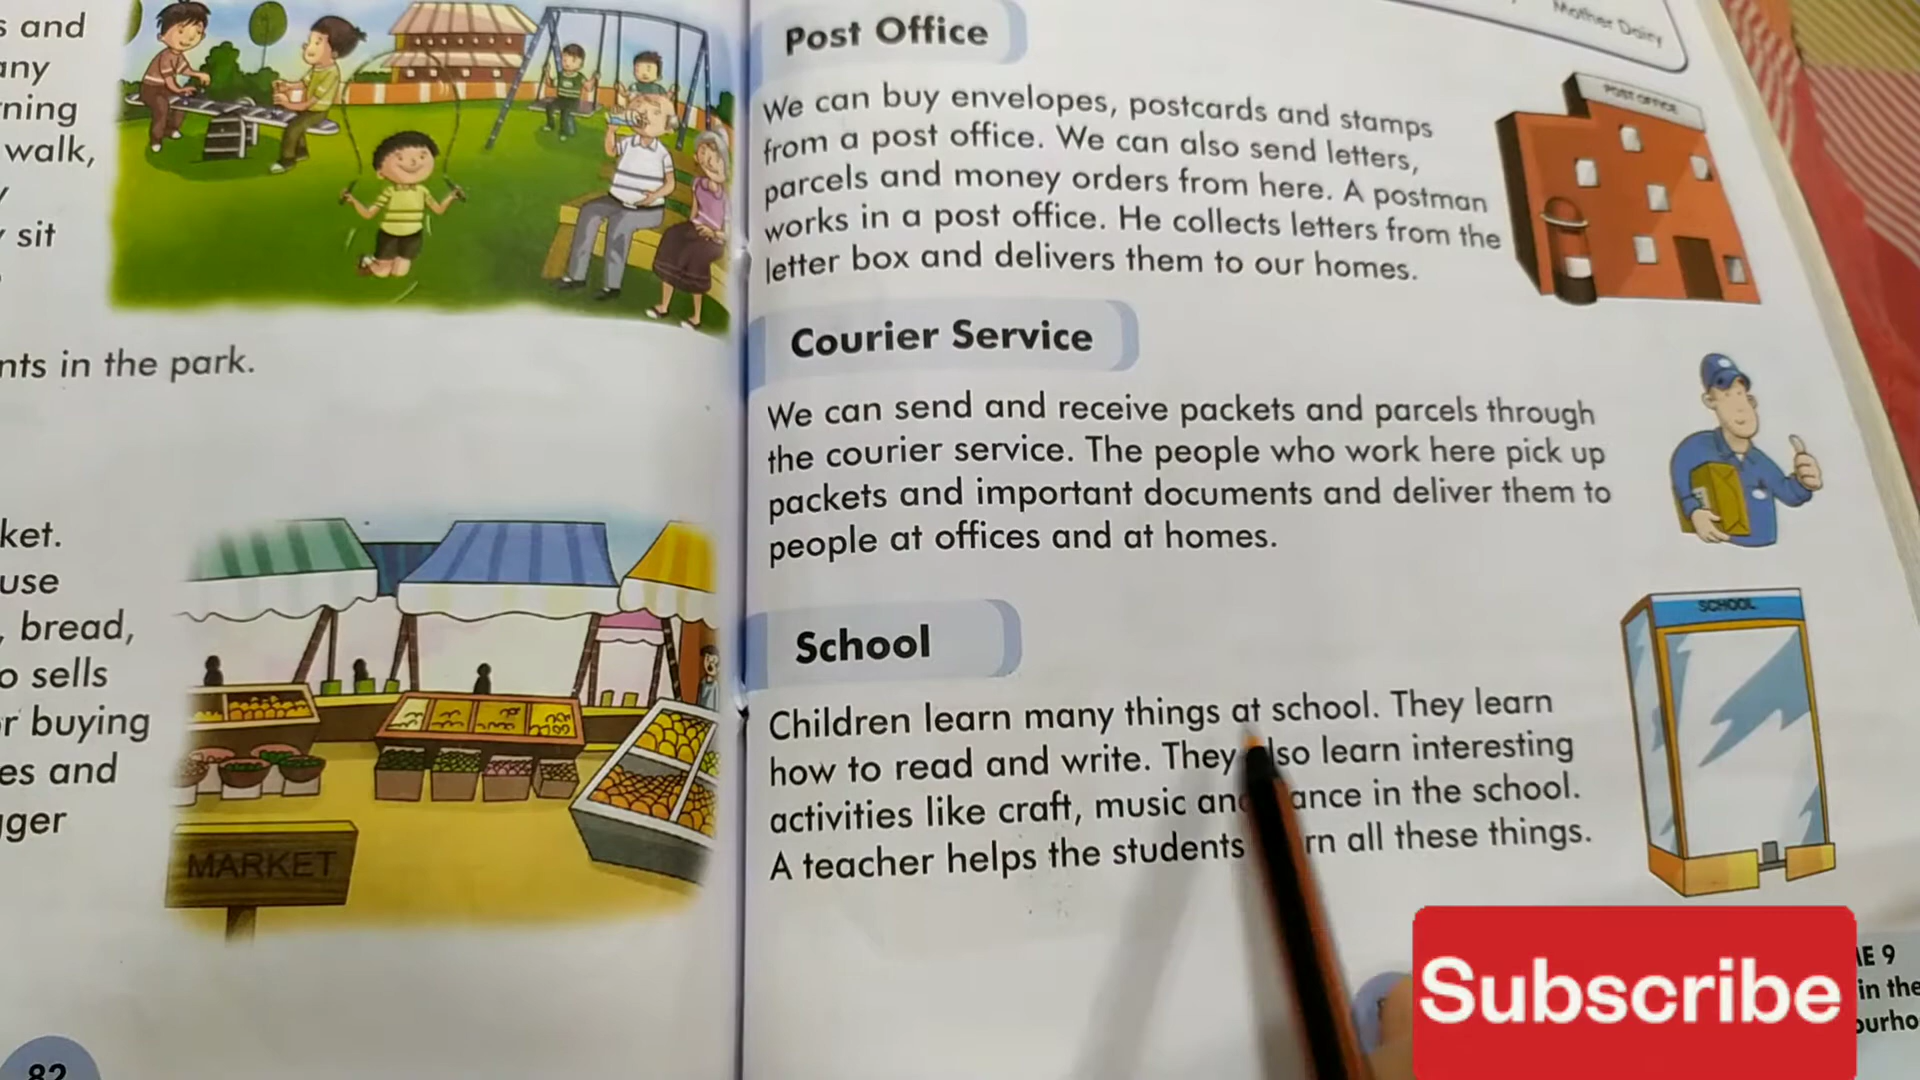 s and
any
ning
walk,
sit
nts in the park.
ket.
use
, bread,
o sells
r buying
es and
gger
MARKET
82
Mother Dairy
Post Office
We can buy envelopes, postcards and stamps
from a post office. We can also send letters,
parcels and money orders from here. A postman
works in a post office. He collects letters from the
letter box and delivers them to our homes.
POST OFFICE
Courier Service
We can send and receive packets and parcels through
the courier service. The people who work here pick up
packets and important documents and deliver them to
people at offices and at homes.
School
SCHOOL
Children learn many things at school. They learn
how to read and write. They also learn interesting
activities like craft, music and dance in the school.
A teacher helps the students rn all these things.
Subscribe
E 9
in the
ourho